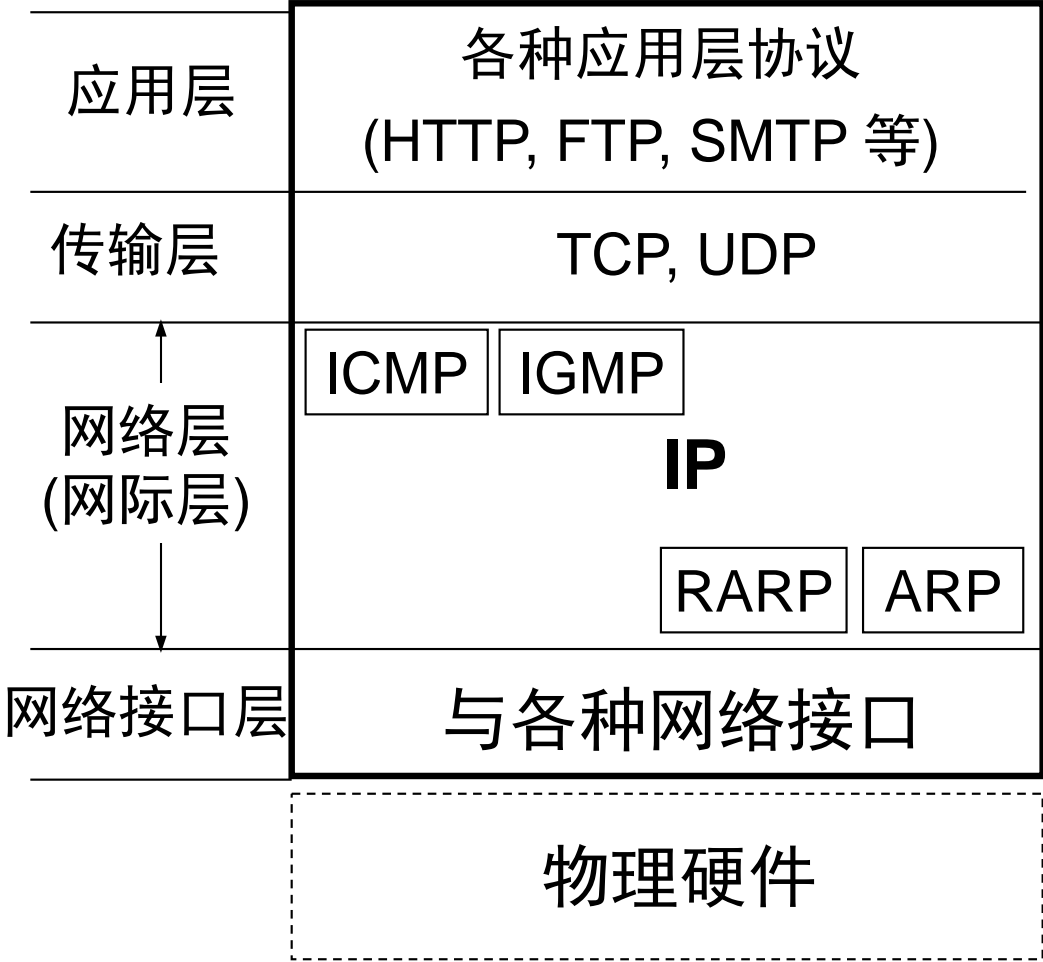 应用层
各种应用层协议
(HTTP, FTP, SMTP 等)
传输层
TCP, UDP
ICMP
IGMP
网络层
(网际层)
IP
RARP
ARP
网络接口层
与各种网络接口
物理硬件